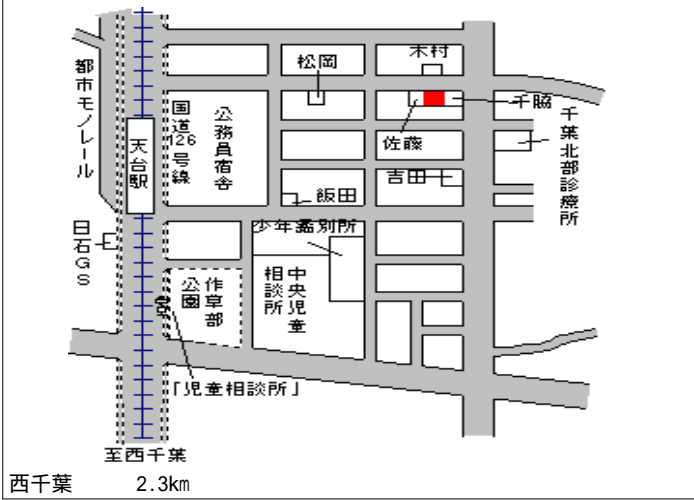 木村
松岡
都市モノレール
千脇
国道126号線
公務員宿舎
佐藤
千葉北部診療所
天台駅
吉田
飯田
少年鑑別所
日石GS
中央児童相談所
作草部公園
「児童相談所」
至西千葉
西千葉 2.3km